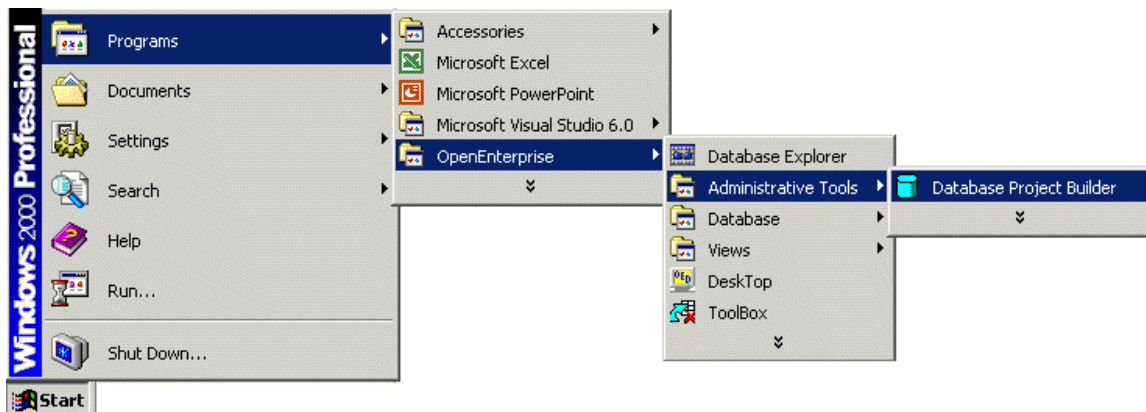 Windows 2000 Professional
Programs
Documents
Settings
Search
Help
Run...
Shut Down...
Start
Accessories
Microsoft Excel
Microsoft PowerPoint
Microsoft Visual Studio 6.0
OpenEnterprise
Database Explorer
Administrative Tools
Database
Views
DeskTop
ToolBox
Database Project Builder